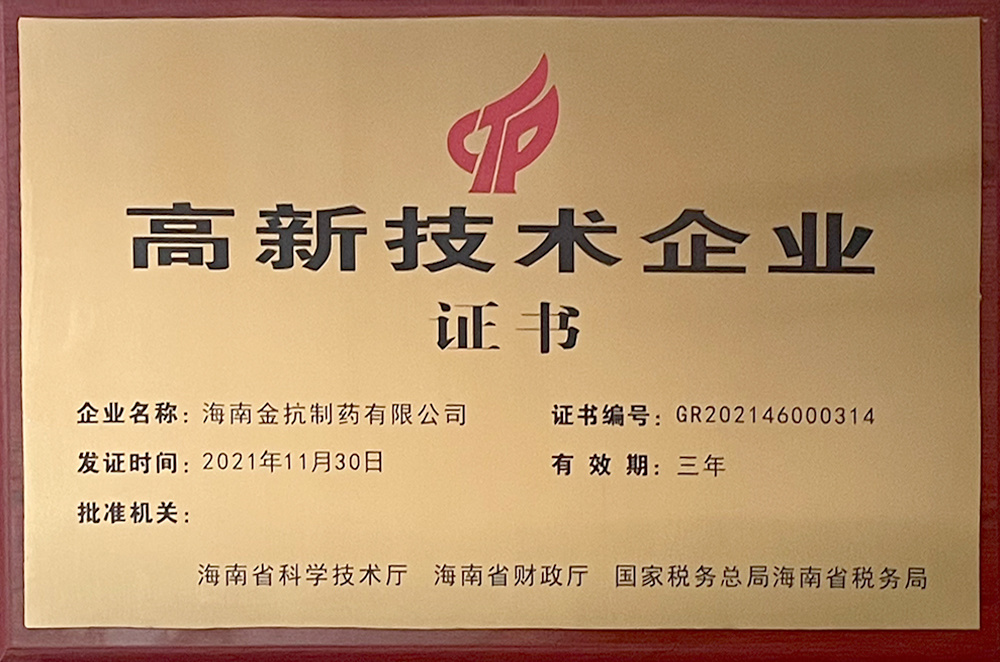 CTP
高新技术企业
证书
企业名称：海南金抗制药有限公司 证书编号：GR202146000314
发证时间：2021年11月30日 有 效 期：三年
批准机关：
海南省科学技术厅 海南省财政厅 国家税务总局海南省税务局